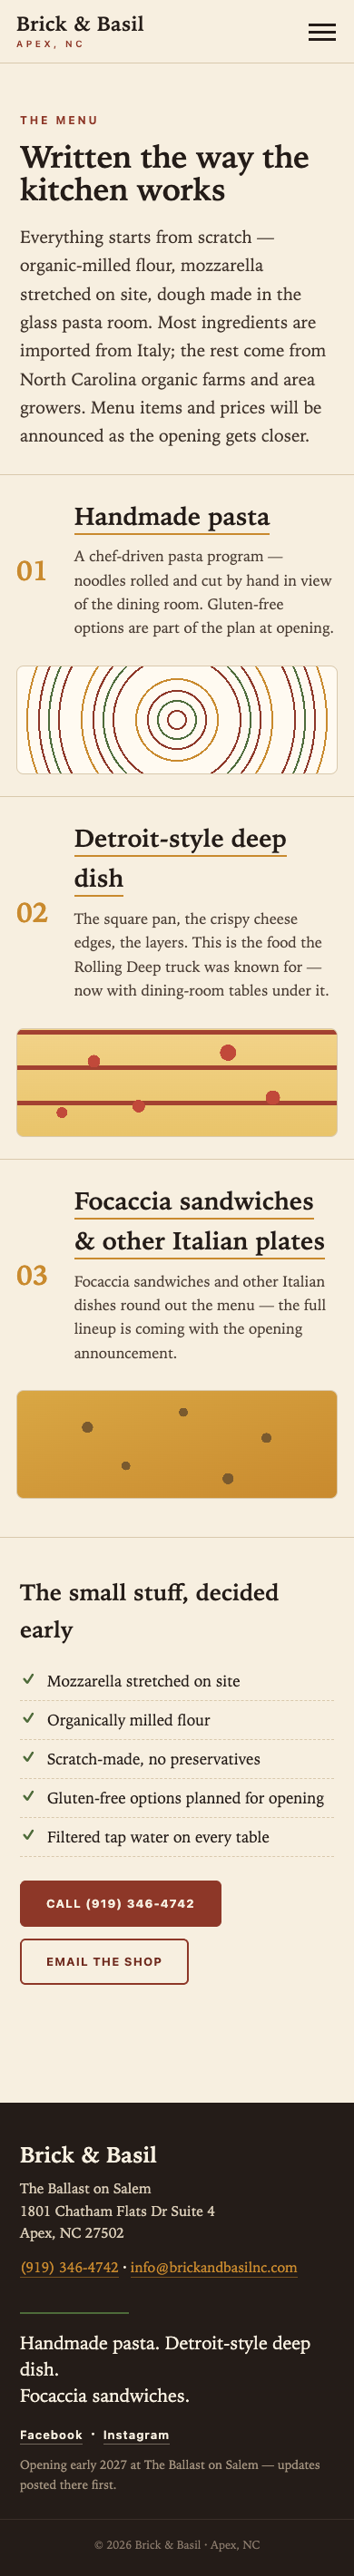 Brick & Basil
APEX, NC
THE MENU
Written the way the
kitchen works
Everything starts from scratch —
organic-milled flour, mozzarella
stretched on site, dough made in the
glass pasta room. Most ingredients are
imported from Italy; the rest come from
North Carolina organic farms and area
growers. Menu items and prices will be
announced as the opening gets closer.
01
Handmade pasta
A chef-driven pasta program —
noodles rolled and cut by hand in view
of the dining room. Gluten-free
options are part of the plan at opening.
02
Detroit-style deep
dish
The square pan, the crispy cheese
edges, the layers. This is the food the
Rolling Deep truck was known for —
now with dining-room tables under it.
03
Focaccia sandwiches
& other Italian plates
Focaccia sandwiches and other Italian
dishes round out the menu — the full
lineup is coming with the opening
announcement.
The small stuff, decided
early
Mozzarella stretched on site
Organically milled flour
Scratch-made, no preservatives
Gluten-free options planned for opening
Filtered tap water on every table
CALL (919) 346-4742
EMAIL THE SHOP
Brick & Basil
The Ballast on Salem
1801 Chatham Flats Dr Suite 4
Apex, NC 27502
(919) 346-4742 · info@brickandbasilnc.com
Handmade pasta. Detroit-style deep
dish.
Focaccia sandwiches.
Facebook · Instagram
Opening early 2027 at The Ballast on Salem — updates
posted there first.
© 2026 Brick & Basil · Apex, NC